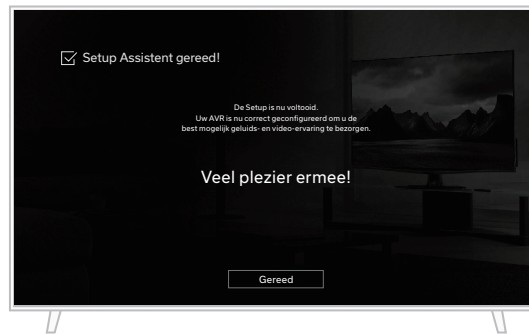 Setup Assistent gereed!
De Setup is nu voltooid.
Uw AVR is nu correct geconfigureerd om u de
best mogelijk geluids- en video-ervaring te bezorgen.
Veel plezier ermee!
Gereed